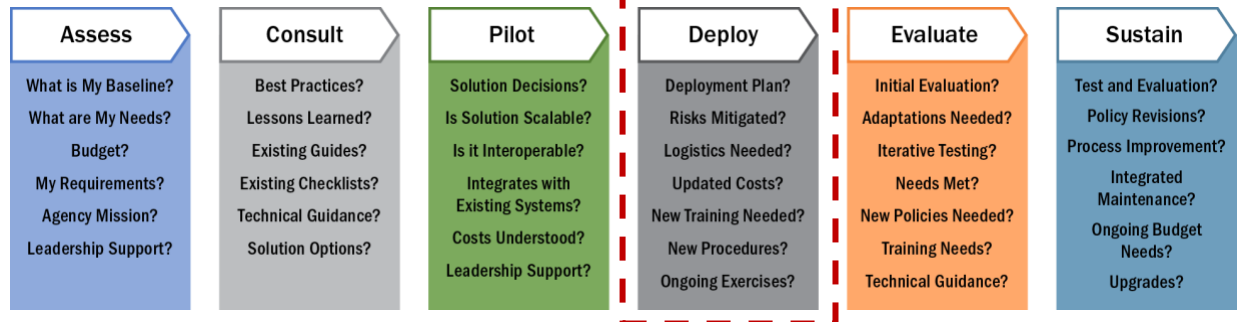 Assess
What is My Baseline?
What are My Needs?
Budget?
My Requirements?
Agency Mission?
Leadership Support?
Consult
Best Practices?
Lessons Learned?
Existing Guides?
Existing Checklists?
Technical Guidance?
Solution Options?
Pilot
Solution Decisions?
Is Solution Scalable?
Is it Interoperable?
Integrates with
Existing Systems?
Costs Understood?
Leadership Support?
Deploy
Deployment Plan?
Risks Mitigated?
Logistics Needed?
Updated Costs?
New Training Needed?
New Procedures?
Ongoing Exercises?
Evaluate
Initial Evaluation?
Adaptations Needed?
Iterative Testing?
Needs Met?
New Policies Needed?
Training Needs?
Technical Guidance?
Sustain
Test and Evaluation?
Policy Revisions?
Process Improvement?
Integrated
Maintenance?
Ongoing Budget
Needs?
Upgrades?